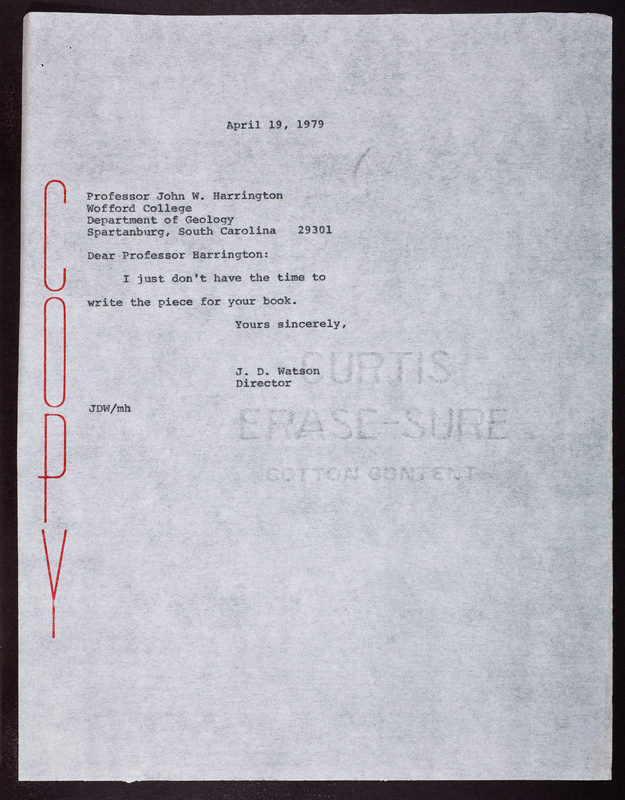 April 19, 1979
Professor John W. Harrington
Wofford College
Department of Geology
Spartanburg, South Carolina 29301
Dear Professor Harrington:
I just don't have the time to
write the piece for your book.
Yours sincerely,
J. D. Watson
Director
JDW/mh
COPY
CURTIS
ERASE-SURE
COTTON CONTENT